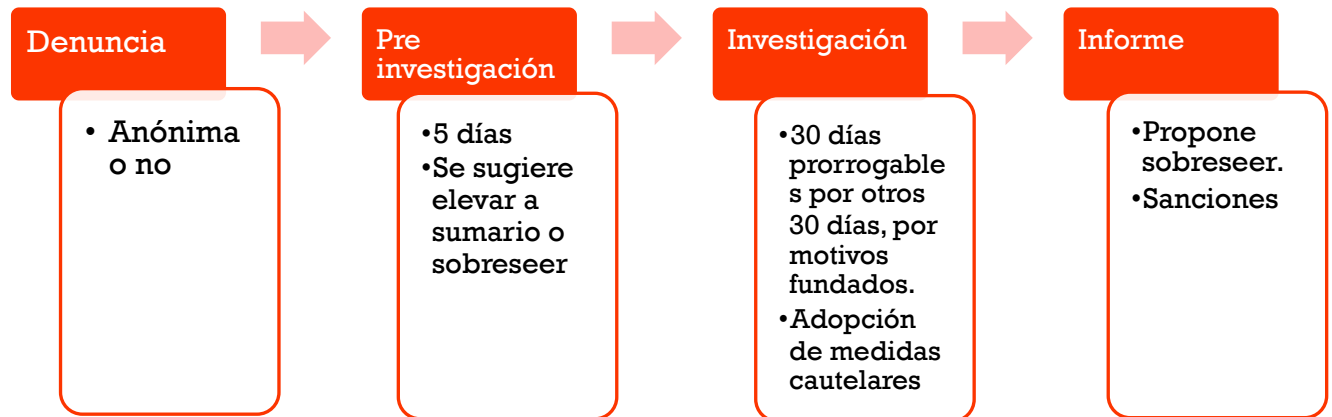 Denuncia
• Anónima
o no
Pre
investigación
•5 días
•Se sugiere
elevar a
sumario o
sobreseer
Investigación
•30 días
prorrogable
s por otros
30 días, por
motivos
fundados.
•Adopción
de medidas
cautelares
Informe
•Propone
sobreseer.
•Sanciones